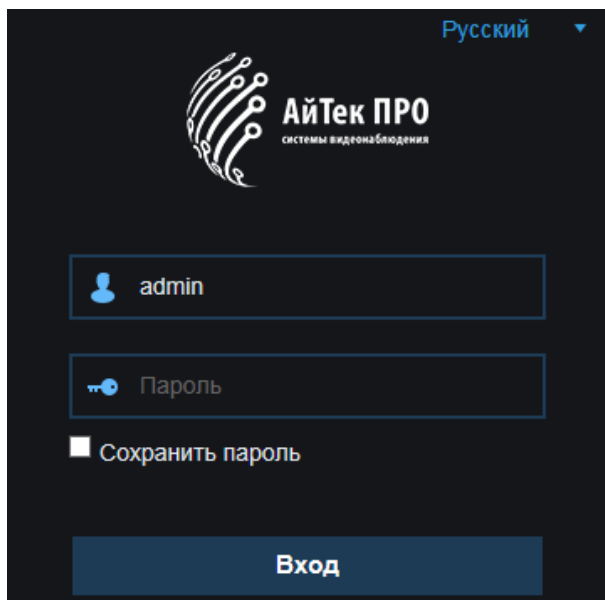 Русский
АйТек ПРО
системы видеонаблюдения
admin
Пароль
Сохранить пароль
Вход